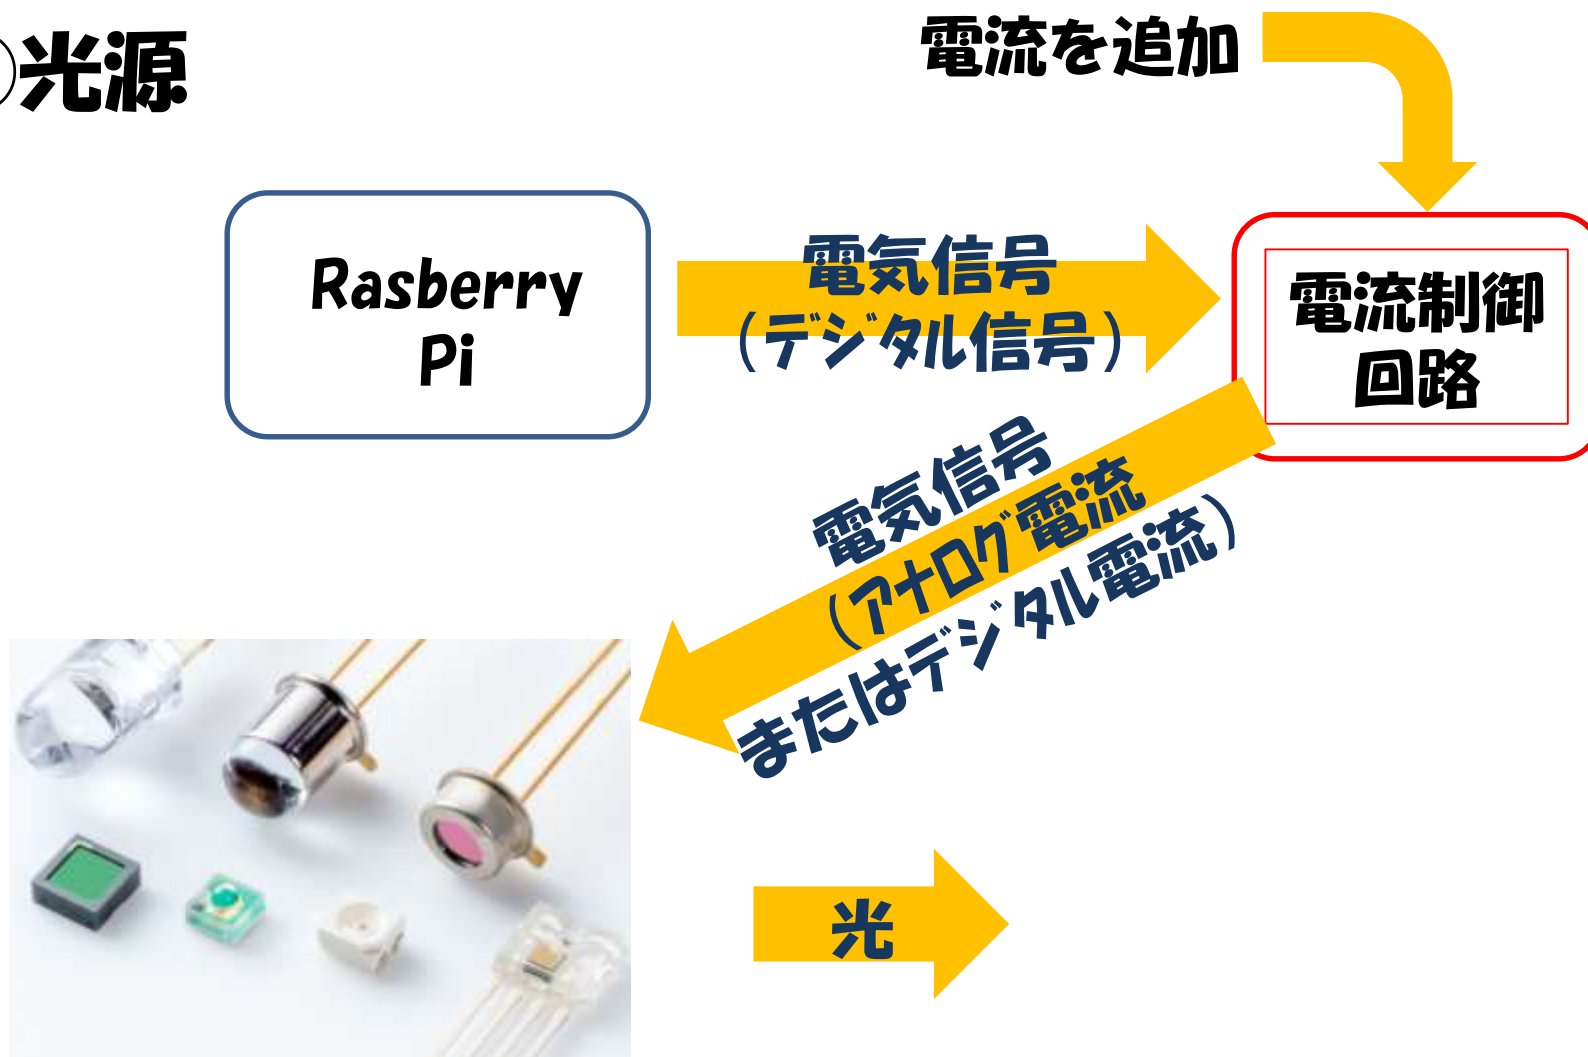 光源
電流を追加
Rasberry
Pi
電気信号
（デジタル信号）
電流制御
回路
電気信号
（アナログ電流
またはデジタル電流）
光